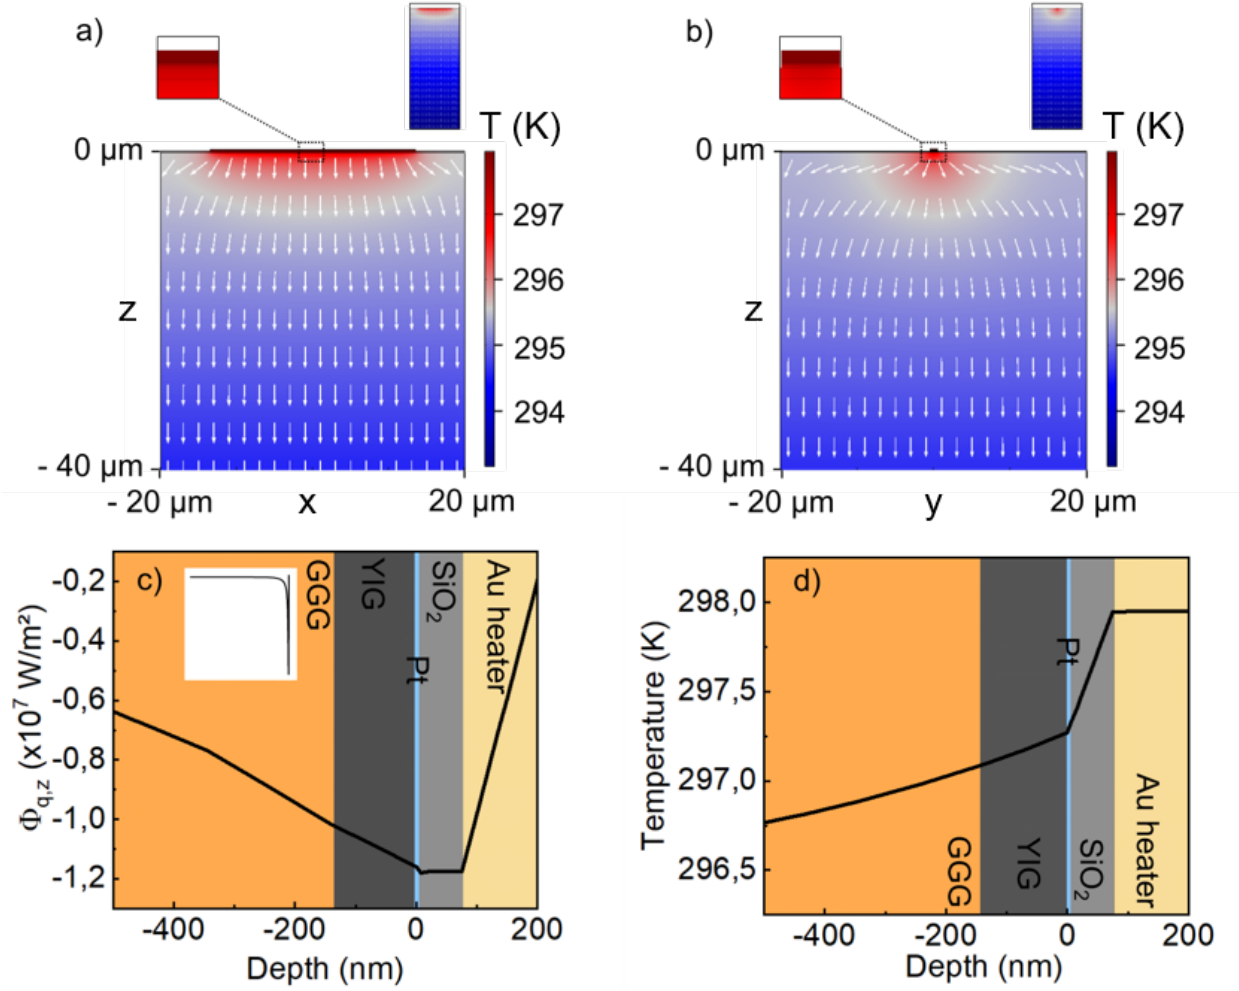 a)
T (K)
0 µm
297
296
295
294
z
- 40 µm
- 20 µm
x
20 µm
b)
T (K)
0 µm
297
296
295
294
z
- 40 µm
- 20 µm
y
20 µm
c)
GGG
YIG
Pt
SiO₂
Au heater
-0,2
-0,4
-0,6
-0,8
-1,0
-1,2
Φq,z (x10⁷ W/m²)
-400
-200
0
200
Depth (nm)
d)
Pt
GGG
YIG
SiO₂
Au heater
298,0
297,5
297,0
296,5
Temperature (K)
-400
-200
0
200
Depth (nm)